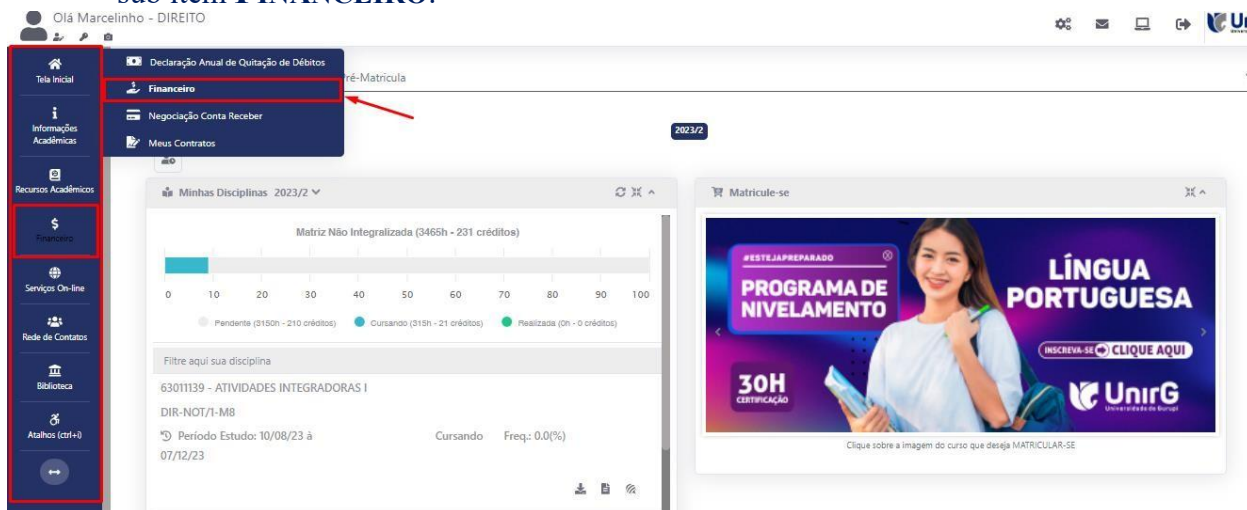 sub item FINANCEIRO.
Olá Marcelinho - DIREITO
Tela Inicial
Informações
Acadêmicas
Recursos Acadêmicos
Financeiro
Serviços On-line
Rede de Contatos
Biblioteca
Atalhos (ctrl+i)
Declaração Anual de Quitação de Débitos
Financeiro
Negociação Conta Receber
Meus Contratos
ré-Matricula
2023/2
Minhas Disciplinas 2023/2
Matriz Não Integralizada (3465h - 231 créditos)
0 10 20 30 40 50 60 70 80 90 100
Pendente (3150h - 210 créditos) Cursando (315h - 21 créditos) Realizada (0h - 0 créditos)
Filtre aqui sua disciplina
63011139 - ATIVIDADES INTEGRADORAS I
DIR-NOT/1-M8
Período Estudo: 10/08/23 à Cursando Freq.: 0.0(%)
07/12/23
Matricule-se
#ESTEJAPREPARADO
PROGRAMA DE
NIVELAMENTO
30H
CERTIFICAÇÃO
LÍNGUA
PORTUGUESA
INSCREVA-SE CLIQUE AQUI
UnirG
Universidade de Gurupi
Clique sobre a imagem do curso que deseja MATRICULAR-SE